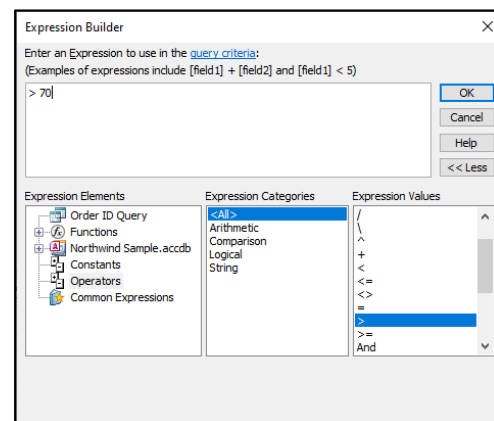 Expression Builder
Enter an Expression to use in the query criteria:
(Examples of expressions include [field1] + [field2] and [field1] < 5)
> 70
OK
Cancel
Help
<< Less
Expression Elements
Order ID Query
Functions
Northwind Sample.accdb
Constants
Operators
Common Expressions
Expression Categories
<All>
Arithmetic
Comparison
Logical
String
Expression Values
/
\
^
+
<
<=
<>
=
>
>=
And